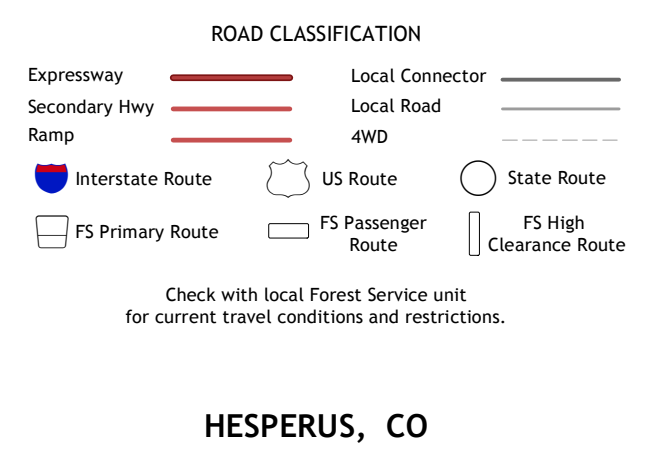 ROAD CLASSIFICATION
Expressway
Local Connector
Secondary Hwy
Local Road
Ramp
4WD
Interstate Route
US Route
State Route
FS Primary Route
FS Passenger
Route
FS High
Clearance Route
Check with local Forest Service unit
for current travel conditions and restrictions.
HESPERUS, CO